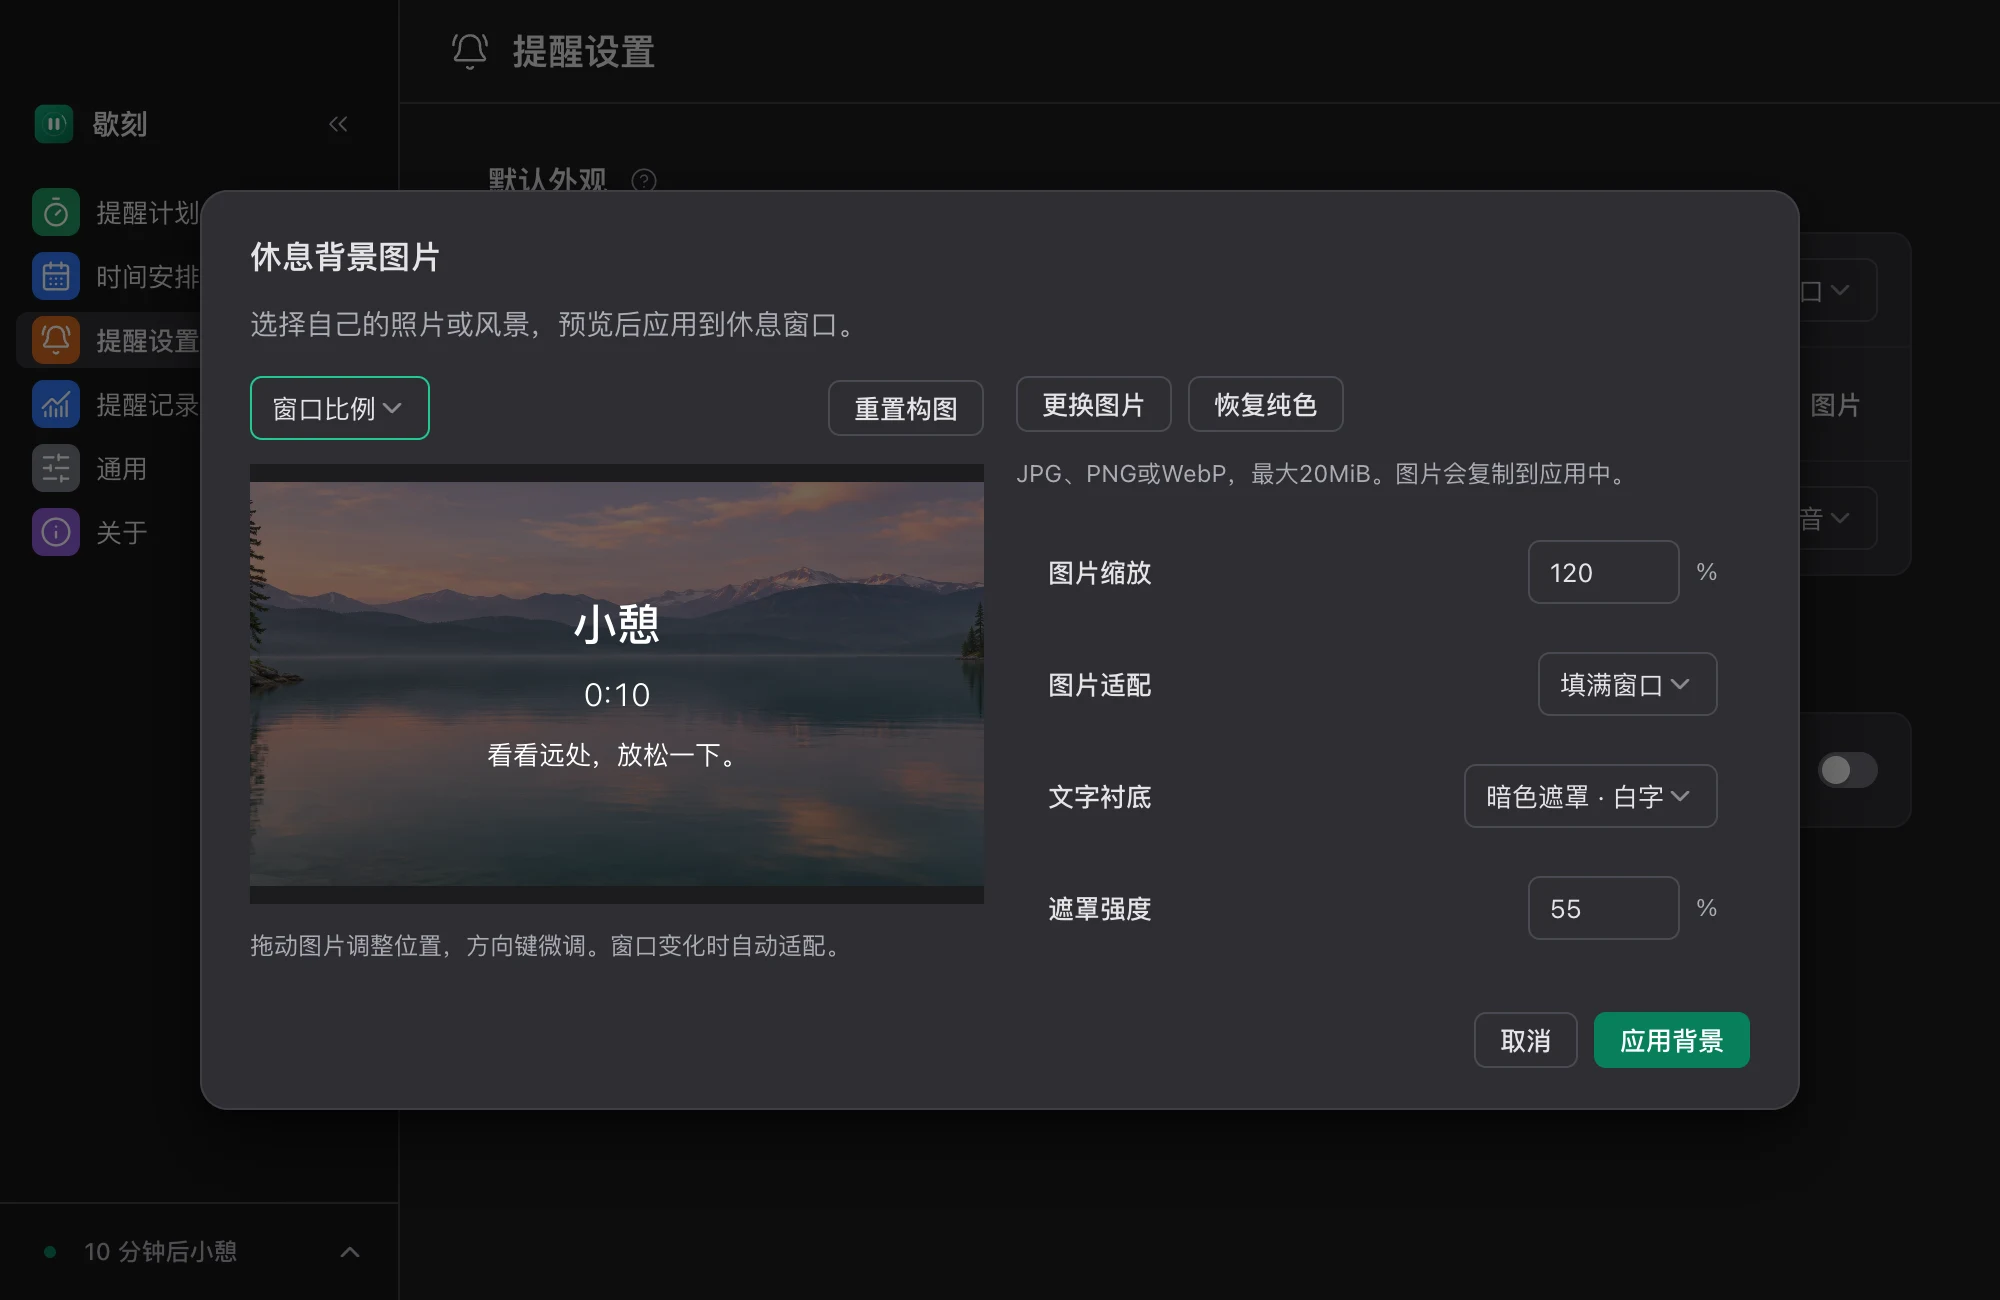 提醒设置
歇刻
默认外观
提醒计划
时间安排
提醒设置
提醒记录
通用
关于
口
图片
音
休息背景图片
选择自己的照片或风景，预览后应用到休息窗口。
窗口比例
重置构图
更换图片
恢复纯色
JPG、PNG或WebP，最大20MiB。图片会复制到应用中。
小憩
0:10
看看远处，放松一下。
拖动图片调整位置，方向键微调。窗口变化时自动适配。
图片缩放
120
%
图片适配
填满窗口
文字衬底
暗色遮罩 · 白字
遮罩强度
55
%
取消
应用背景
10 分钟后小憩